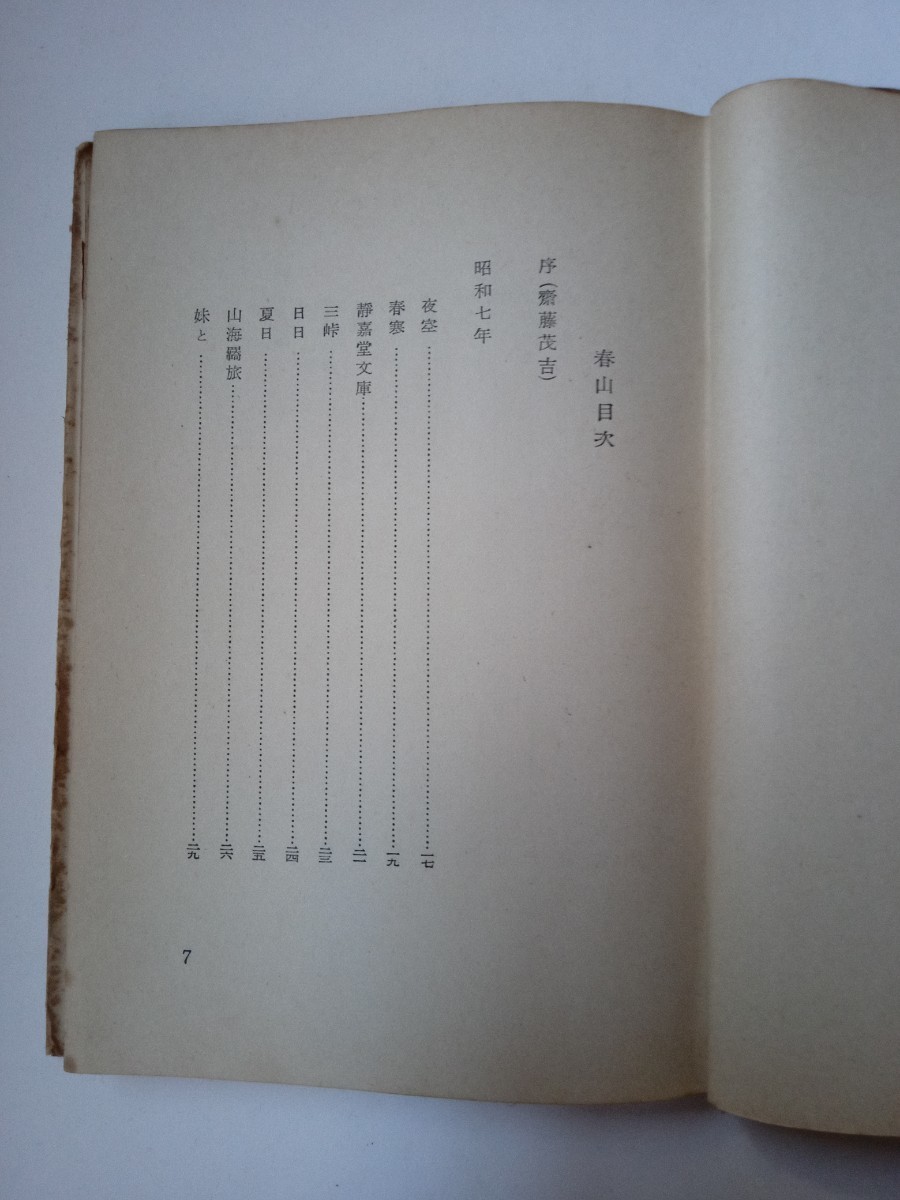 春山目次
序(齋藤茂吉)
昭和七年
夜空……………………一七
春寒……………………一九
靜嘉堂文庫……………………二一
三峠……………………二三
日日……………………二四
夏日……………………二五
山海羈旅……………………二六
妹と……………………二九
7